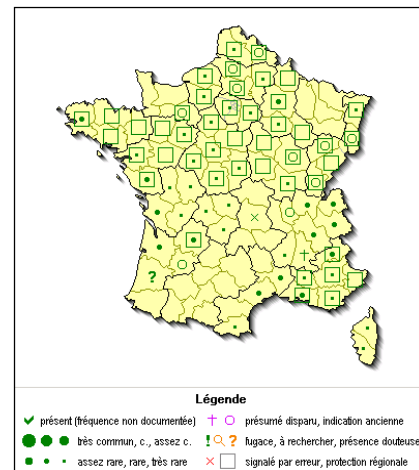 ?
Légende
présent (fréquence non documentée) présumé disparu, indication ancienne
très commun, c., assez c. ! ? fugace, à rechercher, présence douteuse
assez rare, rare, très rare signalé par erreur, protection régionale